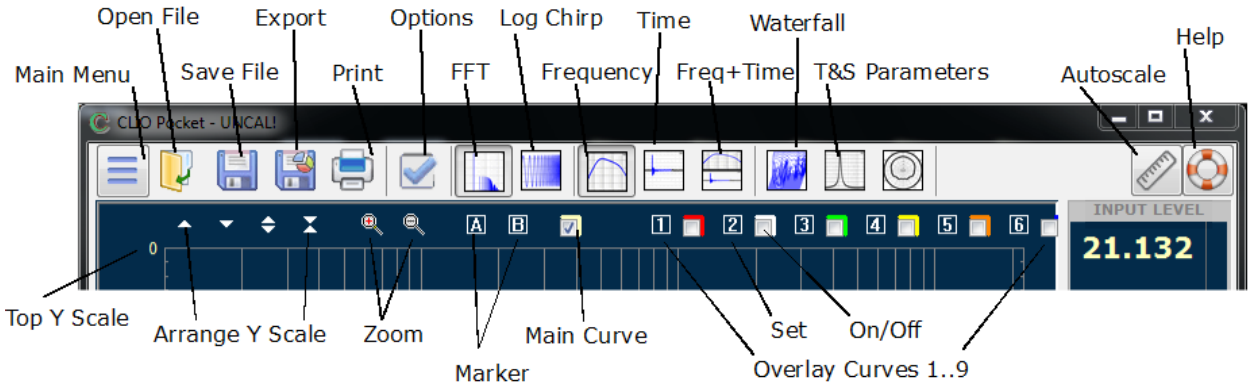 Open File Export Options Log Chirp Time Waterfall Help
Main Menu Save File Print FFT Frequency Freq+Time T&S Parameters Autoscale
CLIO Pocket - UNCAL!
A B 1 2 3 4 5 6 INPUT LEVEL
0 21.132
Top Y Scale Arrange Y Scale Zoom Main Curve Set On/Off
Marker Overlay Curves 1..9